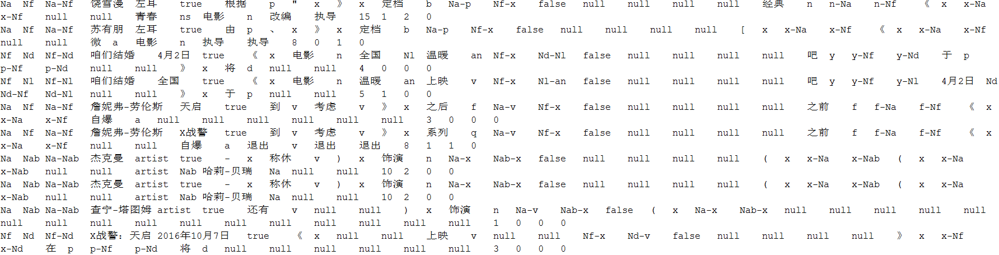 Na Nf Na-Nf 饶雪漫 左耳 true 根据 p " x 》 x 定档 b Na-p Nf-x false null null null null 经典 n n-Na n-Nf 《 x x-Na
x-Nf null null 青春 ns 电影 n 改编 执导 15 1 2 0
Na Nf Na-Nf 苏有朋 左耳 true 由 p 、 x 》 x 定档 b Na-p Nf-x false null null null null [ x x-Na x-Nf 《 x x-Na x-Nf
null null 微 a 电影 n 执导 执导 8 0 1 0
Nf Nd Nf-Nd 咱们结婚 4月2日 true 《 x 电影 n 全国 Nl 温暖 an Nf-x Nd-Nl false null null null null 吧 y y-Nf y-Nd 于 p
p-Nf p-Nd null null 》 x 将 d null null 4 0 0 0
Nf Nl Nf-Nl 咱们结婚 全国 true 《 x 电影 n 温暖 an 上映 v Nf-x Nl-an false null null null null 吧 y y-Nf y-Nl 4月2日 Nd
Nd-Nf Nd-Nl null null 》 x 于 p null null 5 1 0 0
Na Nf Na-Nf 詹妮弗-劳伦斯 天启 true 到 v 考虑 v 》 x 之后 f Na-v Nf-x false null null null null 之前 f f-Na f-Nf 《 x
x-Na x-Nf 自爆 a null null null null null null 3 0 0 0
Na Nf Na-Nf 詹妮弗-劳伦斯 X战警 true 到 v 考虑 v 》 x 系列 q Na-v Nf-x false null null null null 之前 f f-Na f-Nf 《 x
x-Na x-Nf null null 自爆 a 退出 v 退出 退出 8 1 1 0
Na Nab Na-Nab 杰克曼 artist true - x 称休 v ) x 饰演 n Na-x Nab-x false null null null null ( x x-Na x-Nab ( x x-Na
x-Nab null null artist Nab 哈莉-贝瑞 Na null null 10 2 0 0
Na Nab Na-Nab 杰克曼 artist true - x 称休 v ) x 饰演 n Na-x Nab-x false null null null null ( x x-Na x-Nab ( x x-Na
x-Nab null null artist Nab 哈莉-贝瑞 Na null null 10 2 0 0
Na Nab Na-Nab 查宁-塔图姆 artist true 还有 v null null ) x 饰演 n Na-v Nab-x false ( x Na-x Nab-x null null null null null
null null null null null null null null null null null 1 0 0 0
Nf Nd Nf-Nd X战警：天启 2016年10月7日 true 《 x null null 上映 v null null Nf-x Nd-v false null null null null 》 x x-Nf
x-Nd 在 p p-Nf p-Nd 将 d null null null null null null 3 0 0 0